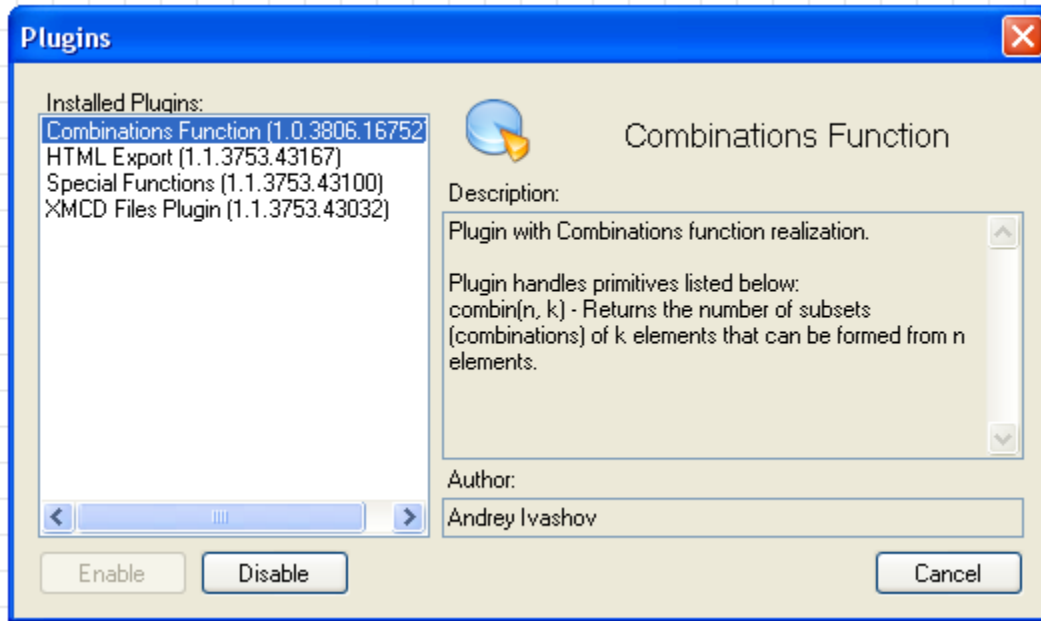 Plugins
Installed Plugins:
Combinations Function (1.0.3806.16752)
HTML Export (1.1.3753.43167)
Special Functions (1.1.3753.43100)
XMCD Files Plugin (1.1.3753.43032)
Combinations Function
Description:
Plugin with Combinations function realization.
Plugin handles primitives listed below:
combin(n, k) - Returns the number of subsets
(combinations) of k elements that can be formed from n
elements.
Author:
Andrey Ivashov
Enable
Disable
Cancel